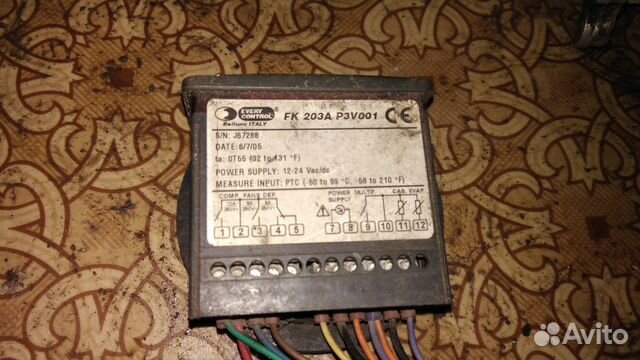 EVERY
CONTROL
Belluno ITALY
FK 203A P3V001 CE
S/N: J67288
DATE: 6/7/05
ta: 0T55 (32 to 131 °F)
POWER SUPPLY: 12-24 Vac/dc
MEASURE INPUT: PTC (-50 to 99 °C, -58 to 210 °F)
COMP. FANS DEF. POWER SUPPLY MULTIF. CAB. EVAP.
1 2 3 4 5 7 8 9 10 11 12
Avito